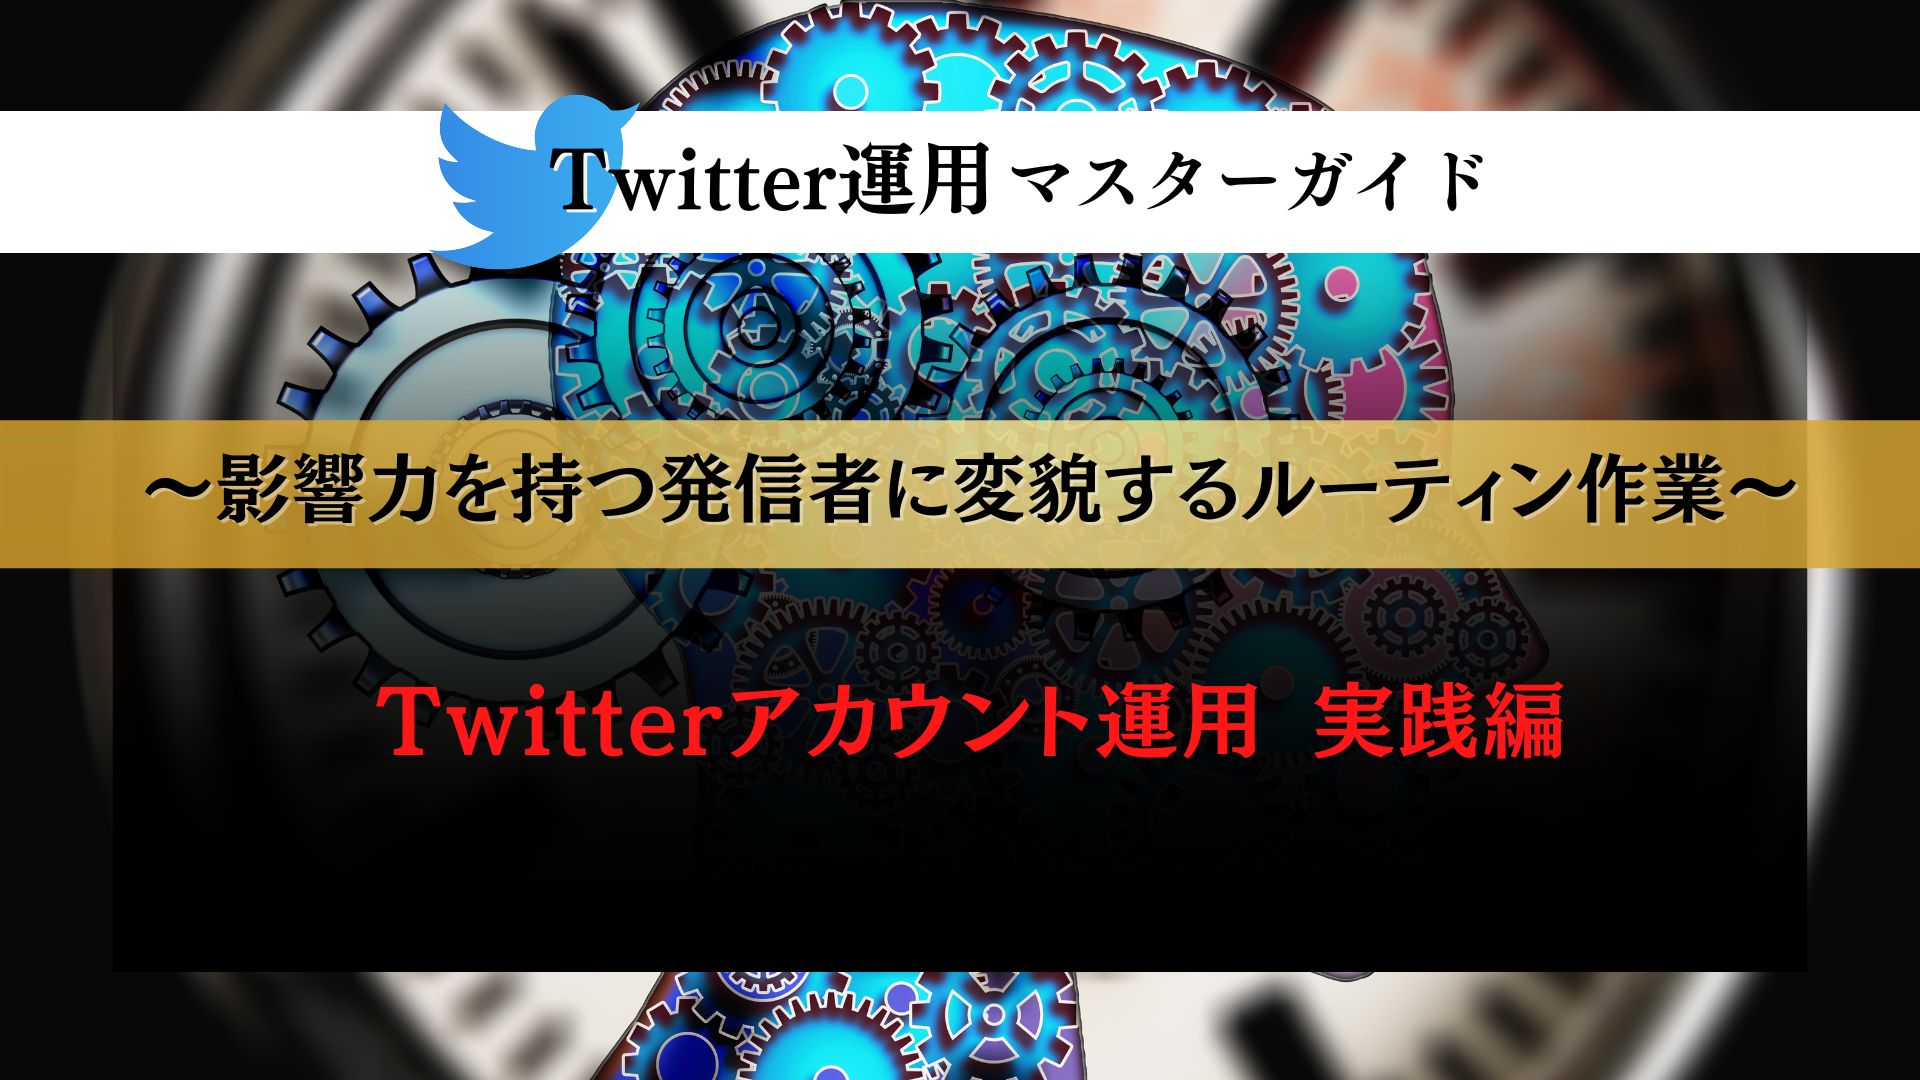 Twitter運用マスターガイド
～影響力を持つ発信者に変貌するルーティン作業～
Twitterアカウント運用 実践編